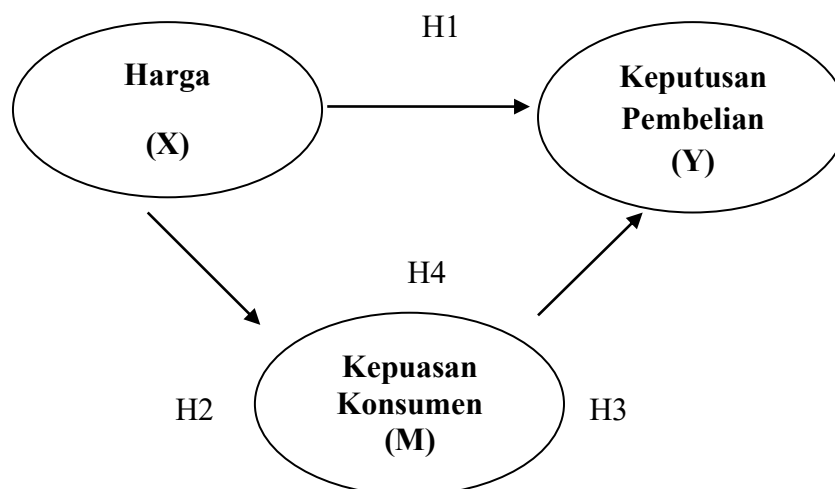 H1
Harga
(X)
Keputusan
Pembelian
(Y)
H4
Kepuasan
Konsumen
(M)
H2
H3